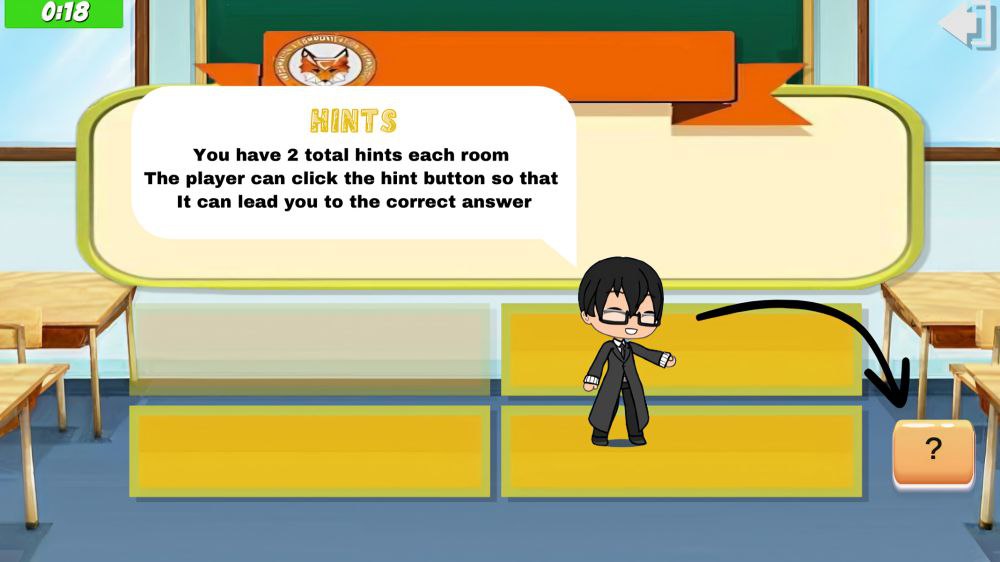 0:18
HINTS
You have 2 total hints each room
The player can click the hint button so that
It can lead you to the correct answer
?